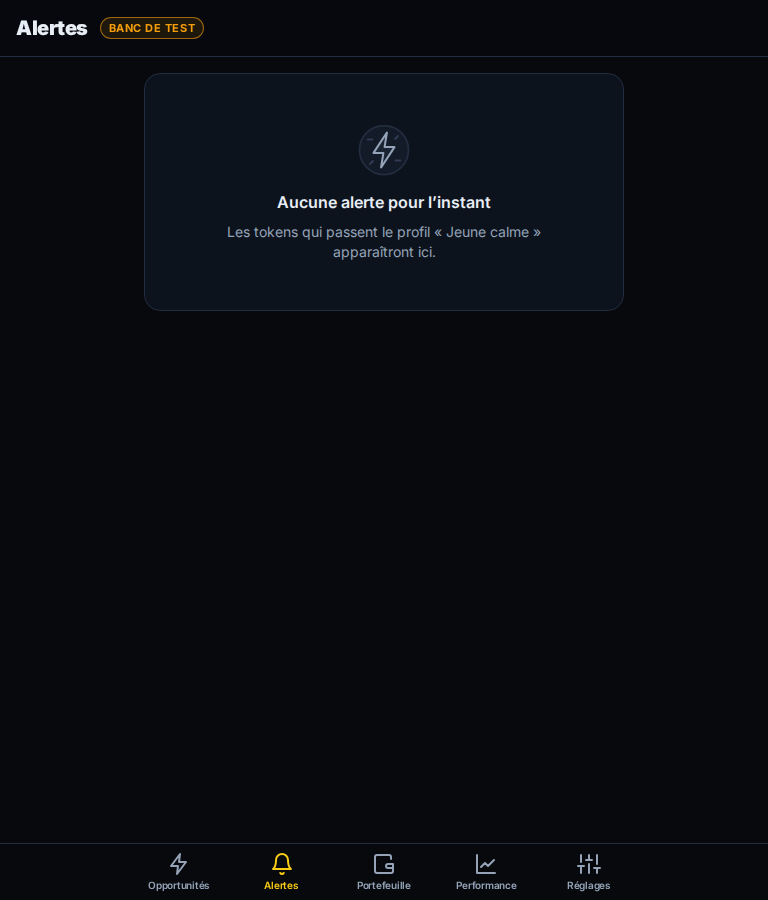 Alertes
BANC DE TEST
Aucune alerte pour l’instant
Les tokens qui passent le profil « Jeune calme »
apparaîtront ici.
Opportunités
Alertes
Portefeuille
Performance
Réglages